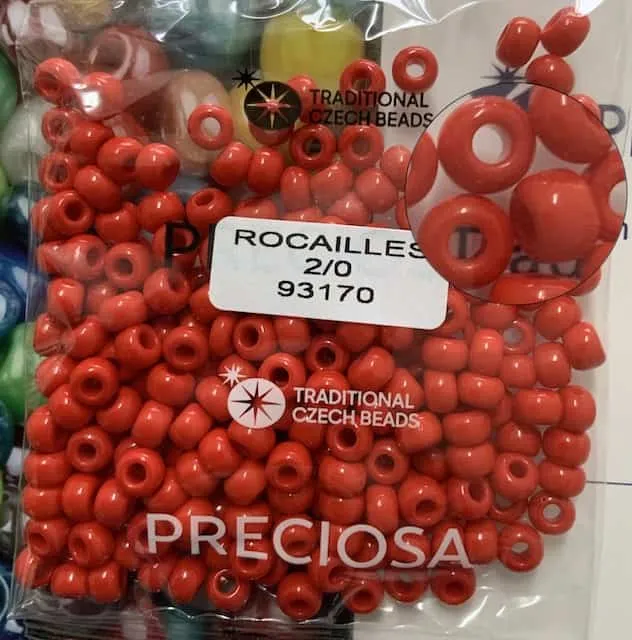 TRADITIONAL
CZECH BEADS
ROCAILLES
2/0
93170
TRADITIONAL
CZECH BEADS
PRECIOSA